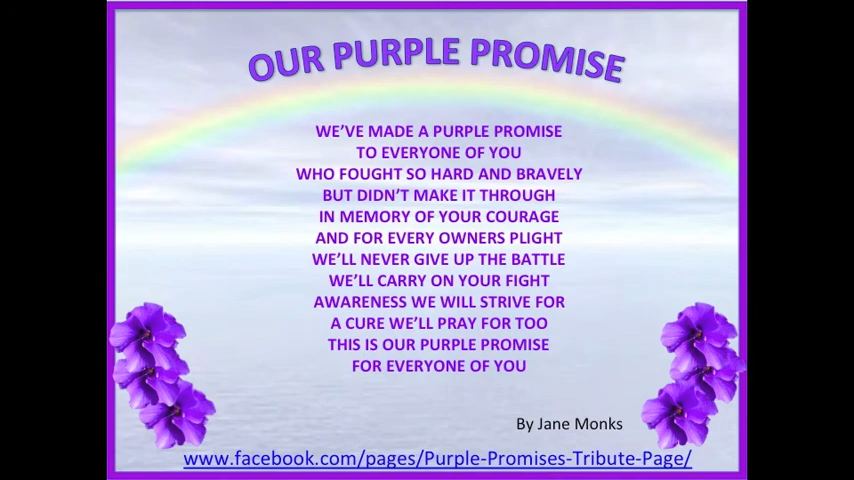 OUR PURPLE PROMISE
WE'VE MADE A PURPLE PROMISE
TO EVERYONE OF YOU
WHO FOUGHT SO HARD AND BRAVELY
BUT DIDN'T MAKE IT THROUGH
IN MEMORY OF YOUR COURAGE
AND FOR EVERY OWNERS PLIGHT
WE'LL NEVER GIVE UP THE BATTLE
WE'LL CARRY ON YOUR FIGHT
AWARENESS WE WILL STRIVE FOR
A CURE WE'LL PRAY FOR TOO
THIS IS OUR PURPLE PROMISE
FOR EVERYONE OF YOU
By Jane Monks
www.facebook.com/pages/Purple-Promises-Tribute-Page/